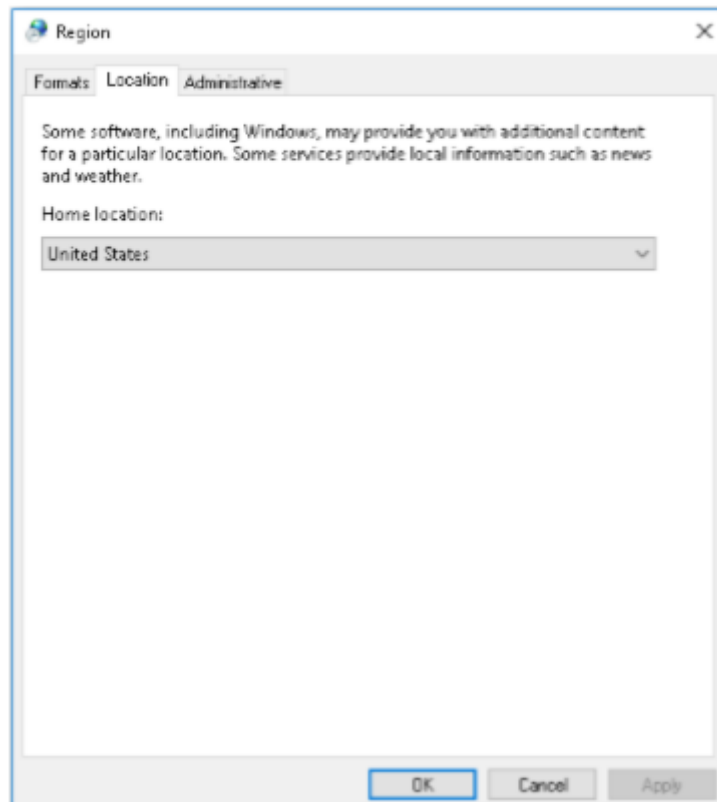 Region
Formats Location Administrative
Some software, including Windows, may provide you with additional content
for a particular location. Some services provide local information such as news
and weather.
Home location:
United States
OK Cancel Apply